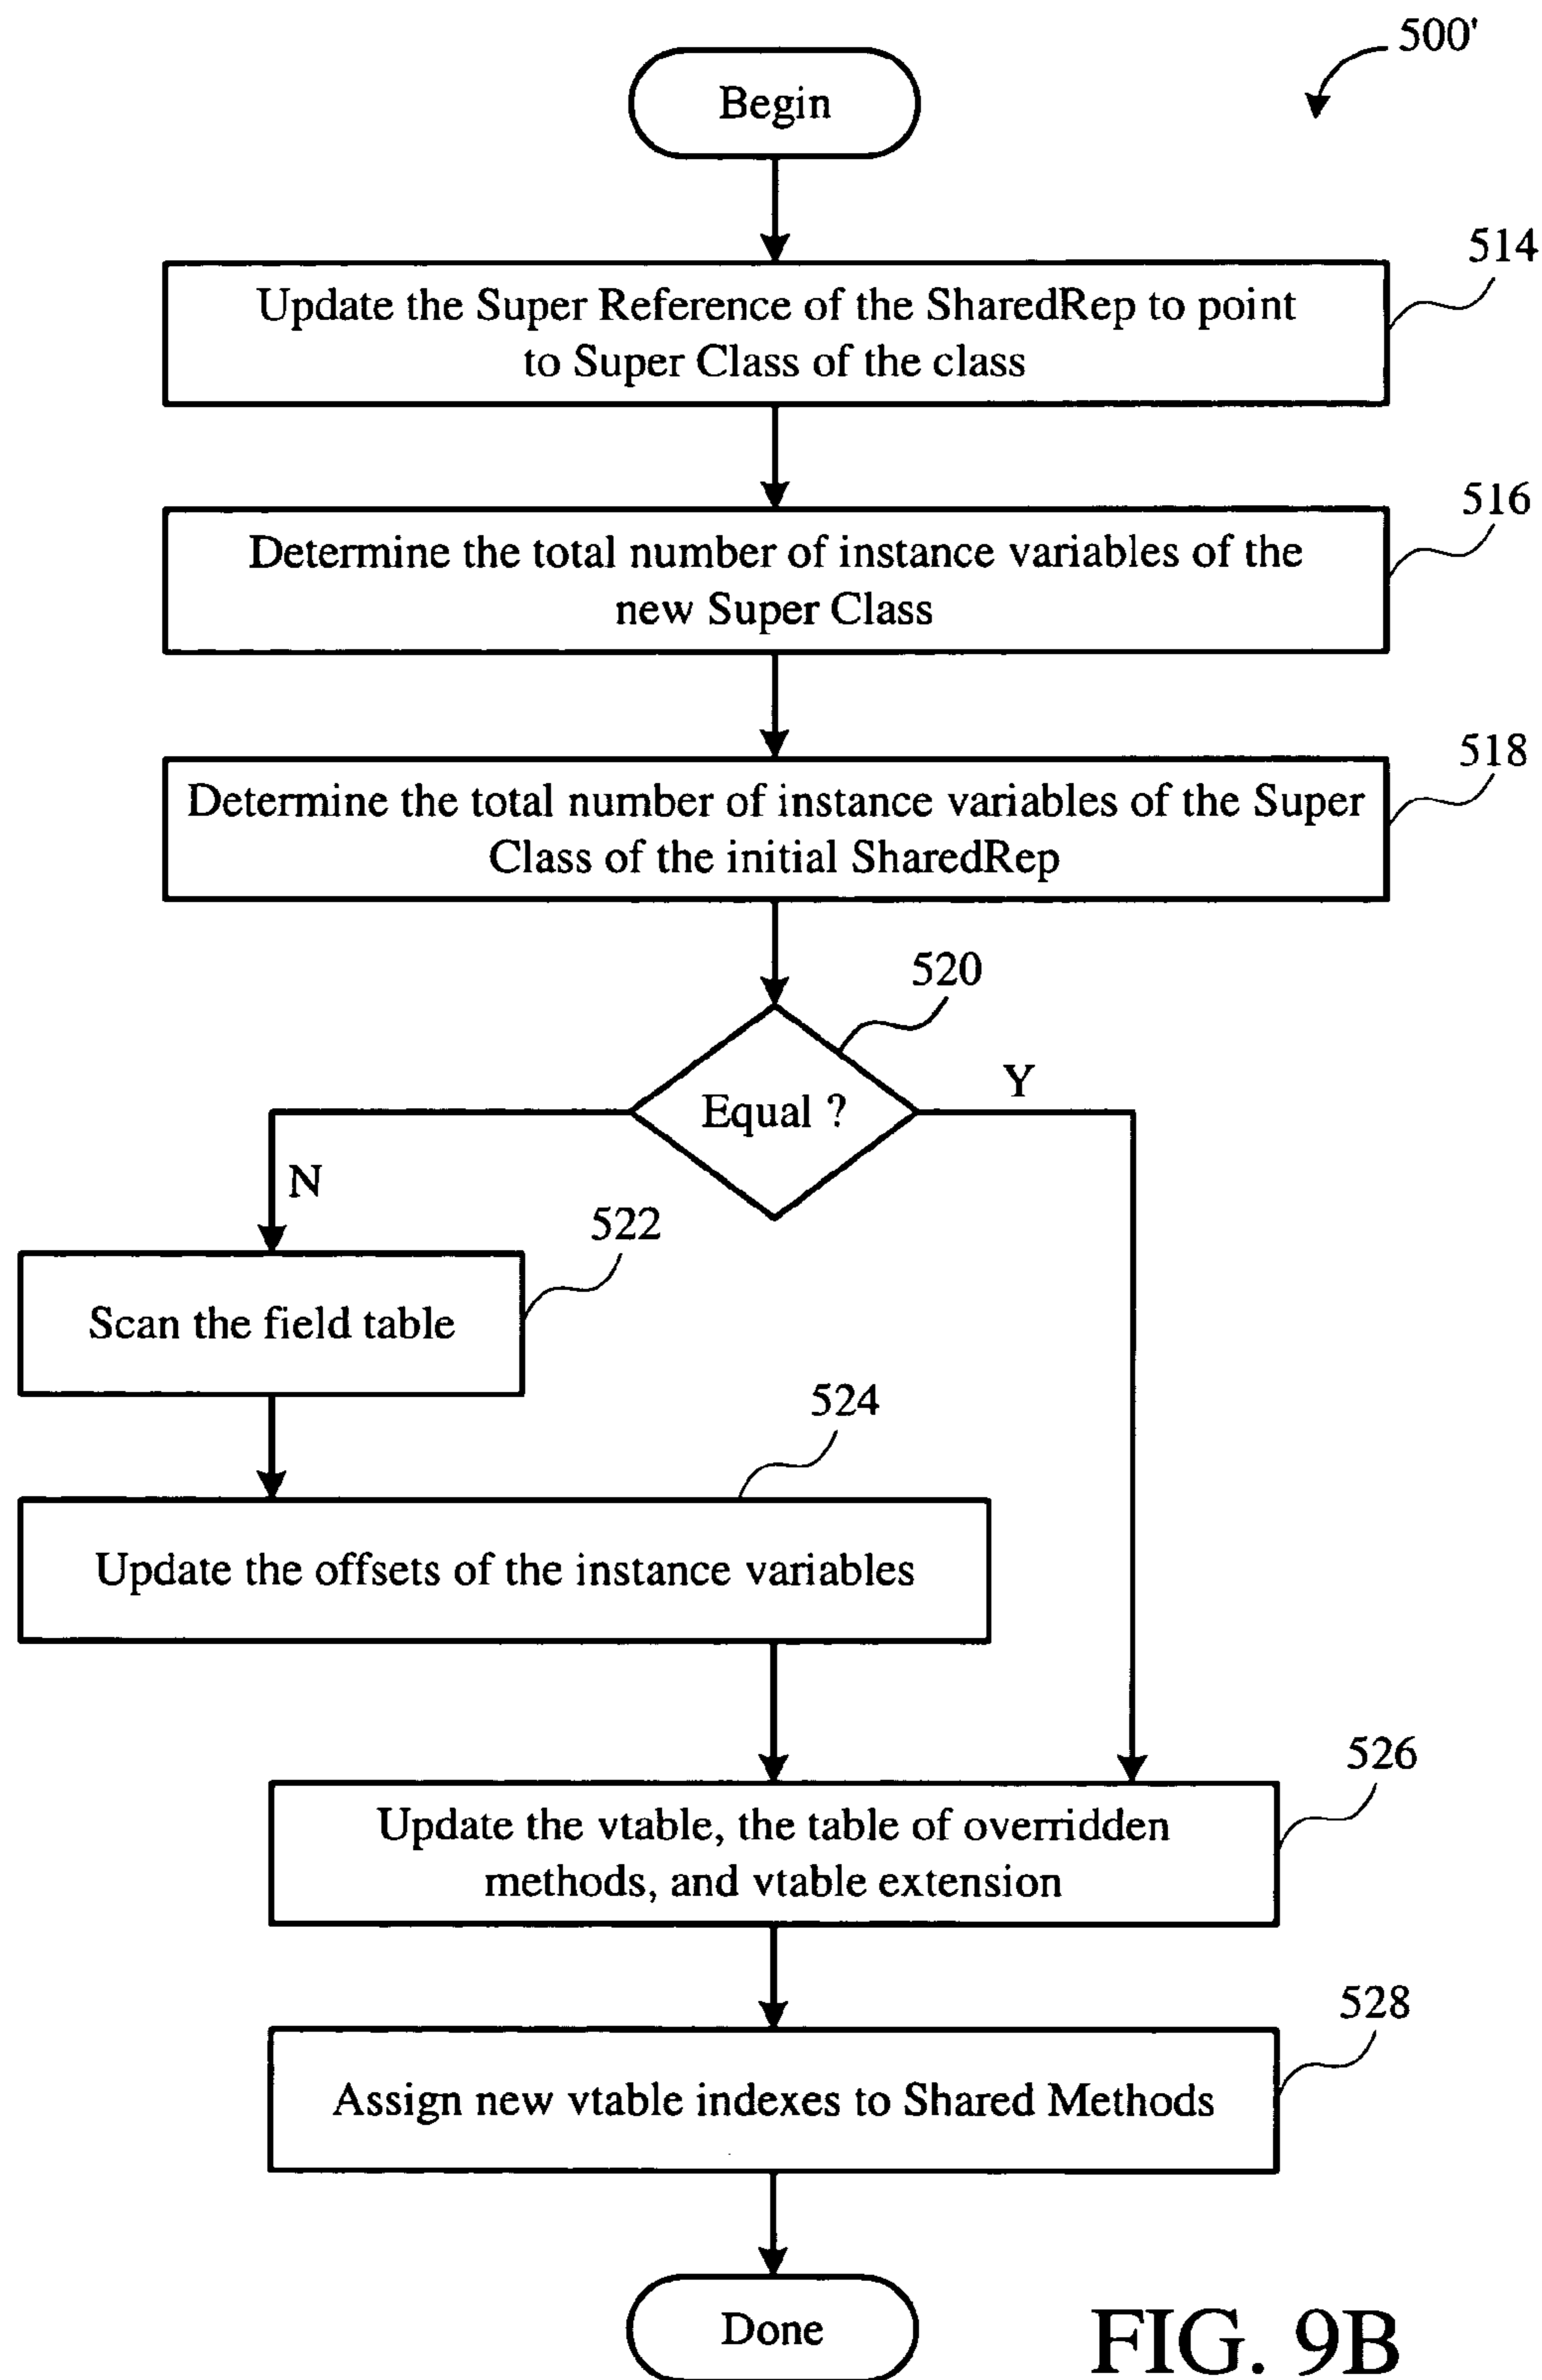 500'
Begin
514
Update the Super Reference of the SharedRep to point
to Super Class of the class
516
Determine the total number of instance variables of the
new Super Class
518
Determine the total number of instance variables of the Super
Class of the initial SharedRep
520
Equal ?
Y
N
522
Scan the field table
524
Update the offsets of the instance variables
526
Update the vtable, the table of overridden
methods, and vtable extension
528
Assign new vtable indexes to Shared Methods
Done
FIG. 9B